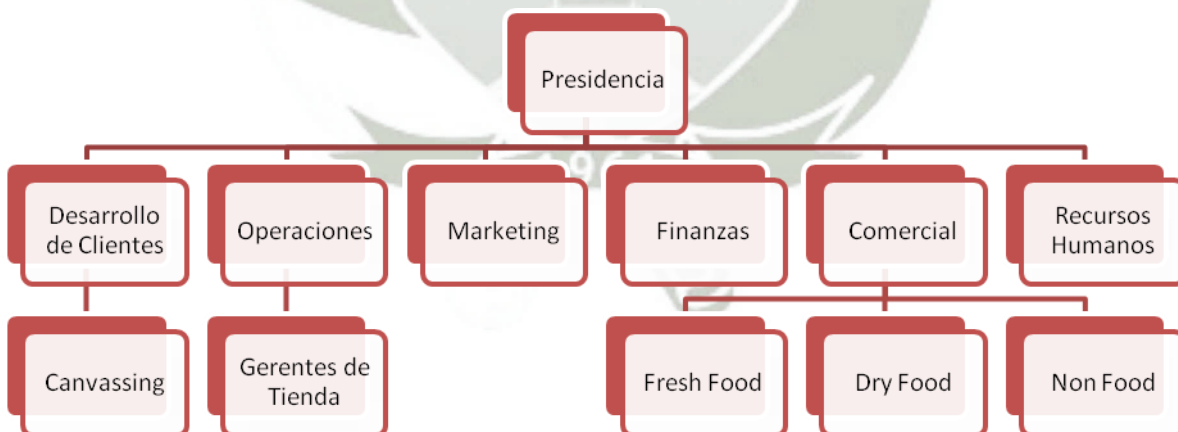 Presidencia
Desarrollo
de Clientes
Operaciones
Marketing
Finanzas
Comercial
Recursos
Humanos
Canvassing
Gerentes de
Tienda
Fresh Food
Dry Food
Non Food